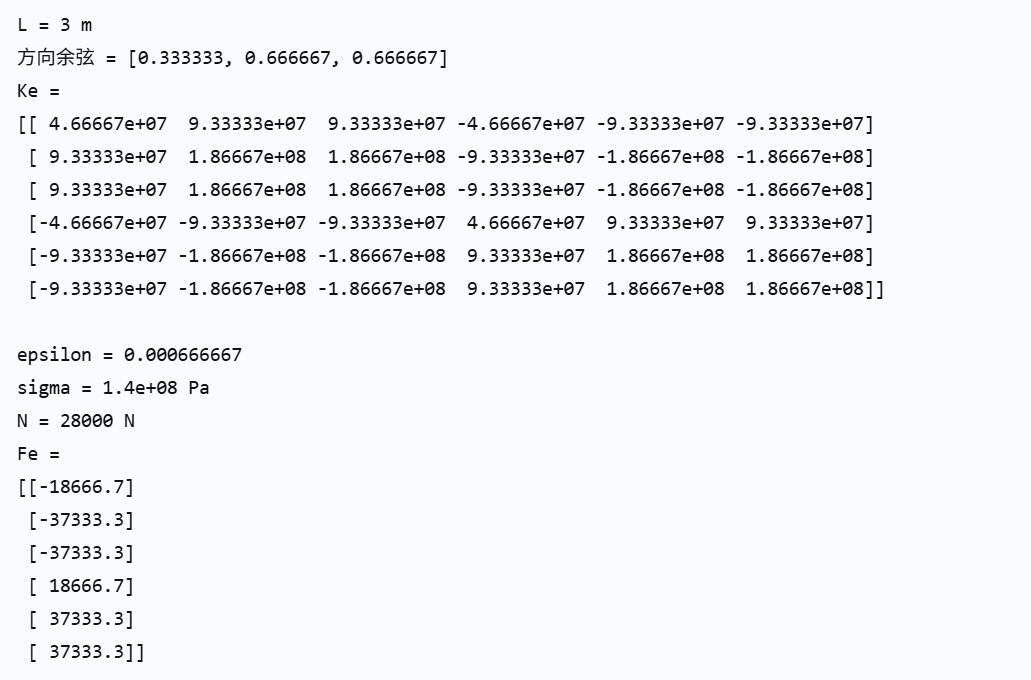 L = 3 m
方向余弦 = [0.333333, 0.666667, 0.666667]
Ke =
[[ 4.66667e+07  9.33333e+07  9.33333e+07 -4.66667e+07 -9.33333e+07 -9.33333e+07]
 [ 9.33333e+07  1.86667e+08  1.86667e+08 -9.33333e+07 -1.86667e+08 -1.86667e+08]
 [ 9.33333e+07  1.86667e+08  1.86667e+08 -9.33333e+07 -1.86667e+08 -1.86667e+08]
 [-4.66667e+07 -9.33333e+07 -9.33333e+07  4.66667e+07  9.33333e+07  9.33333e+07]
 [-9.33333e+07 -1.86667e+08 -1.86667e+08  9.33333e+07  1.86667e+08  1.86667e+08]
 [-9.33333e+07 -1.86667e+08 -1.86667e+08  9.33333e+07  1.86667e+08  1.86667e+08]]

epsilon = 0.000666667
sigma = 1.4e+08 Pa
N = 28000 N
Fe =
[[-18666.7]
 [-37333.3]
 [-37333.3]
 [ 18666.7]
 [ 37333.3]
 [ 37333.3]]